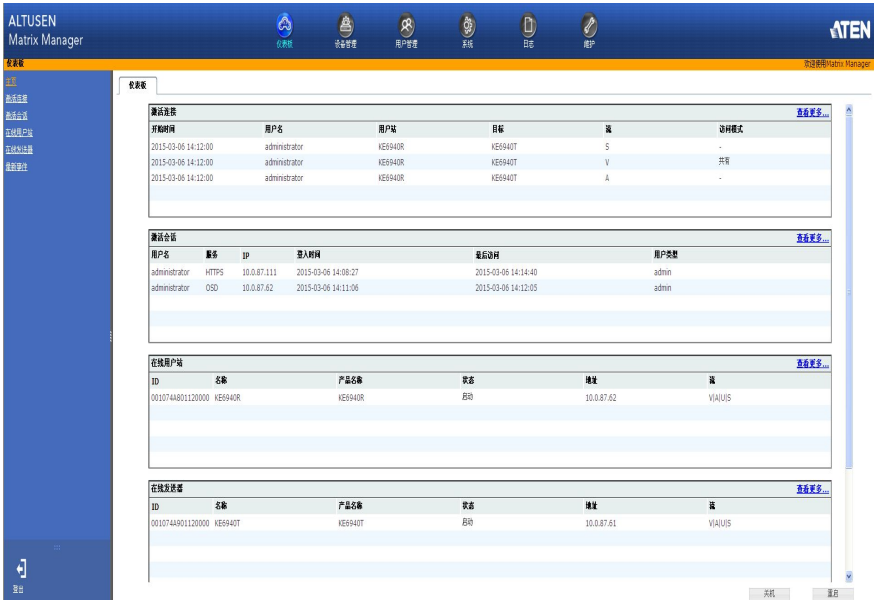 ALTUSEN
Matrix Manager
仪表板 设备管理 用户管理 系统 日志 维护
ATEN
仪表板 欢迎使用Matrix Manager
主页
激活连接
激活会话
在线用户站
在线发送器
最新事件
仪表板
激活连接 查看更多...
开始时间 用户名 用户站 目标 流 访问模式
2015-03-06 14:12:00 administrator KE6940R KE6940T S -
2015-03-06 14:12:00 administrator KE6940R KE6940T V 共有
2015-03-06 14:12:00 administrator KE6940R KE6940T A -
激活会话 查看更多...
用户名 服务 IP 登入时间 最后访问 用户类型
administrator HTTPS 10.0.87.111 2015-03-06 14:08:27 2015-03-06 14:14:40 admin
administrator OSD 10.0.87.62 2015-03-06 14:11:06 2015-03-06 14:12:05 admin
在线用户站 查看更多...
ID 名称 产品名称 状态 地址 流
001074A801120000 KE6940R KE6940R 启动 10.0.87.62 V|A|U|S
在线发送器 查看更多...
ID 名称 产品名称 状态 地址 流
001074A901120000 KE6940T KE6940T 启动 10.0.87.61 V|A|U|S
登出
关机 重启